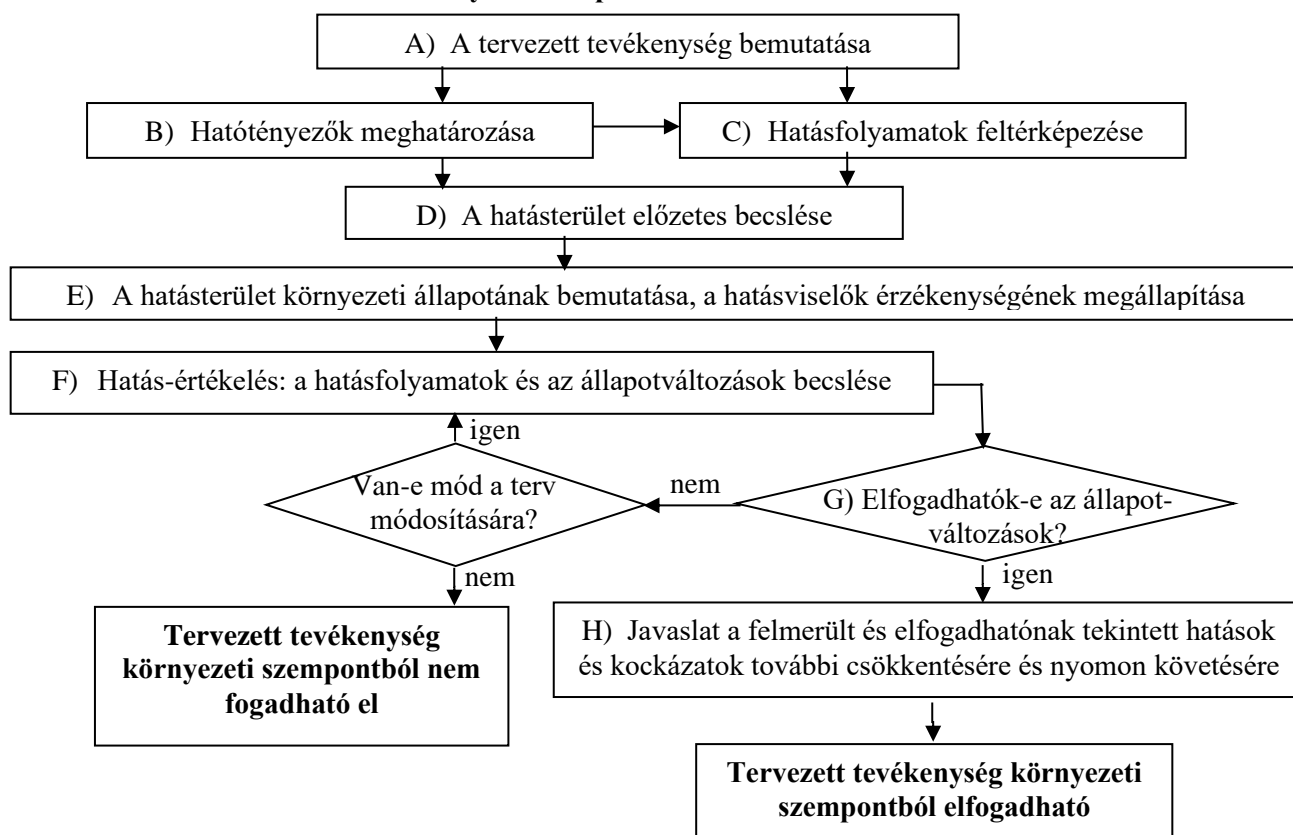 A) A tervezett tevékenység bemutatása
B) Hatótényezők meghatározása
C) Hatásfolyamatok feltérképezése
D) A hatásterület előzetes becslése
E) A hatásterület környezeti állapotának bemutatása, a hatásviselők érzékenységének megállapítása
F) Hatás-értékelés: a hatásfolyamatok és az állapotváltozások becslése
igen
Van-e mód a terv
módosítására?
nem
G) Elfogadhatók-e az állapot-
változások?
nem
igen
Tervezett tevékenység
környezeti szempontból nem
fogadható el
H) Javaslat a felmerült és elfogadhatónak tekintett hatások
és kockázatok további csökkentésére és nyomon követésére
Tervezett tevékenység környezeti
szempontból elfogadható